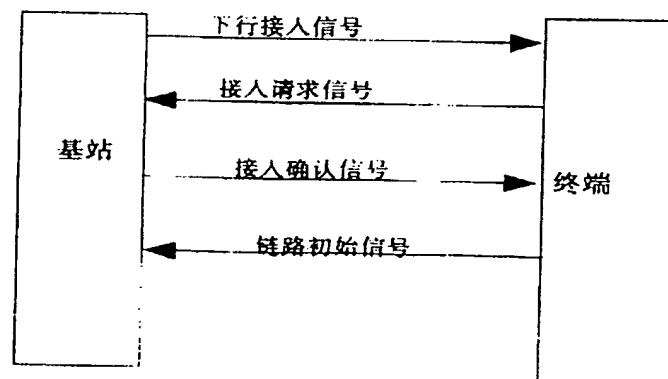 下行接入信号
接入请求信号
基站
接入确认信号
终端
链路初始信号